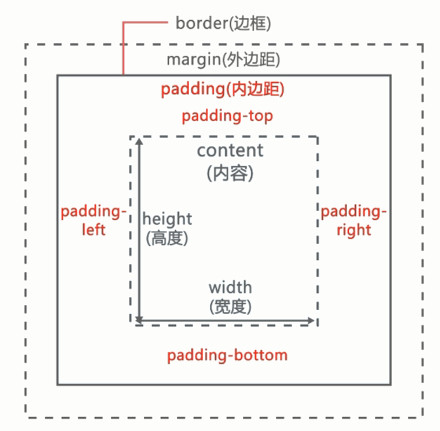 border(边框)
margin(外边距)
padding(内边距)
padding-top
content
(内容)
padding-
left
height
(高度)
padding-
right
width
(宽度)
padding-bottom